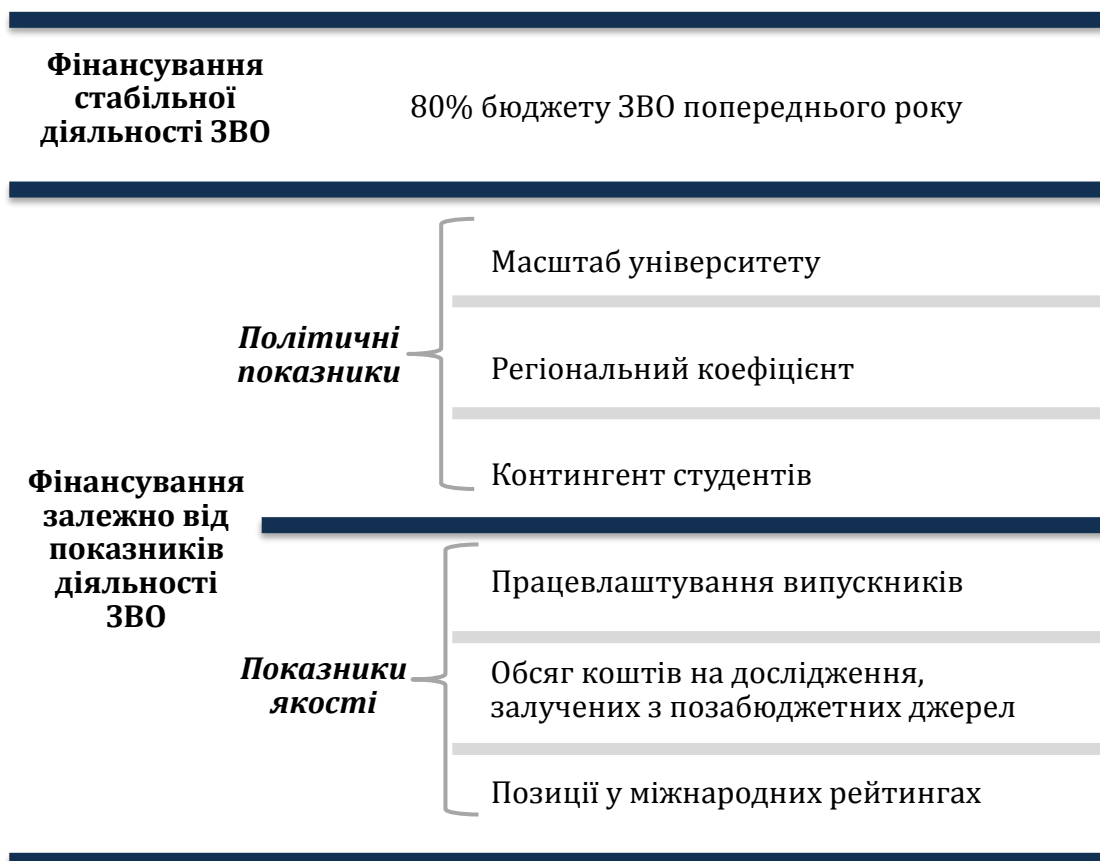 Фінансування
стабільної
діяльності ЗВО
80% бюджету ЗВО попереднього року
Фінансування
залежно від
показників
діяльності
ЗВО
Політичні
показники
Масштаб університету
Регіональний коефіцієнт
Контингент студентів
Показники
якості
Працевлаштування випускників
Обсяг коштів на дослідження,
залучених з позабюджетних джерел
Позиції у міжнародних рейтингах